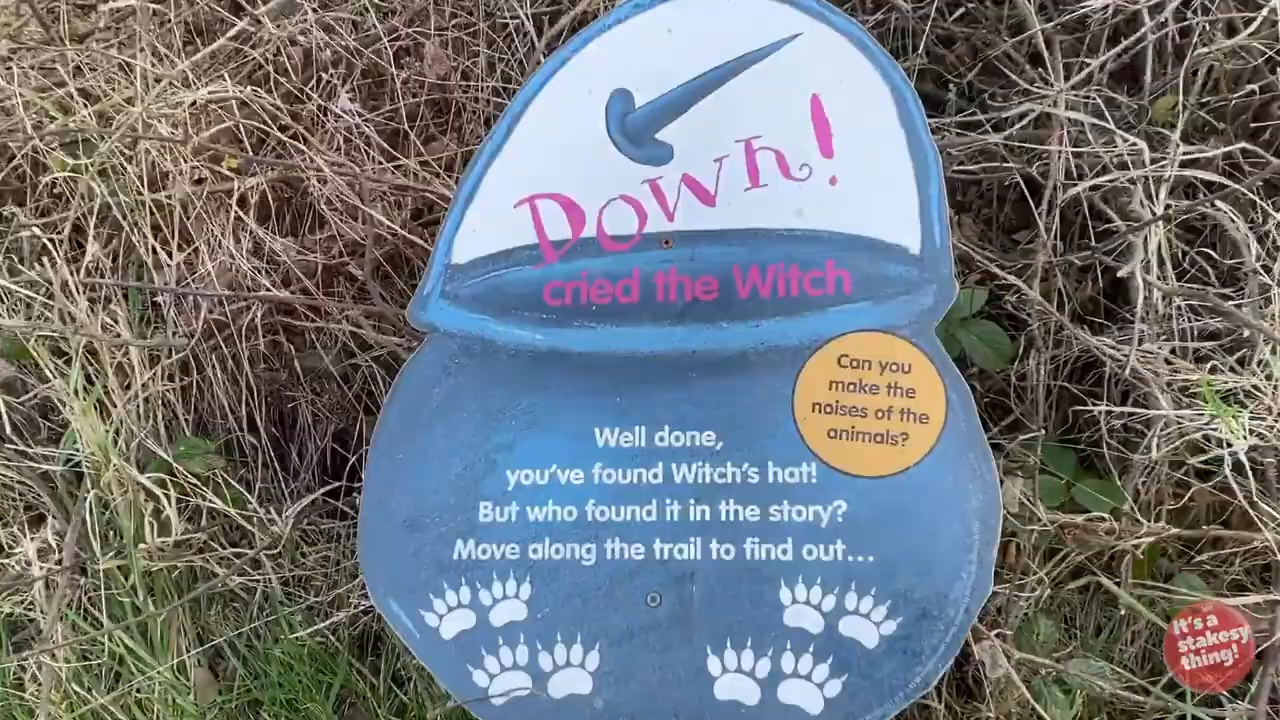 Down!
cried the Witch
Can you
make the
noises of the
animals?
Well done,
you've found Witch's hat!
But who found it in the story?
Move along the trail to find out...
It's a
stakesy
thing!